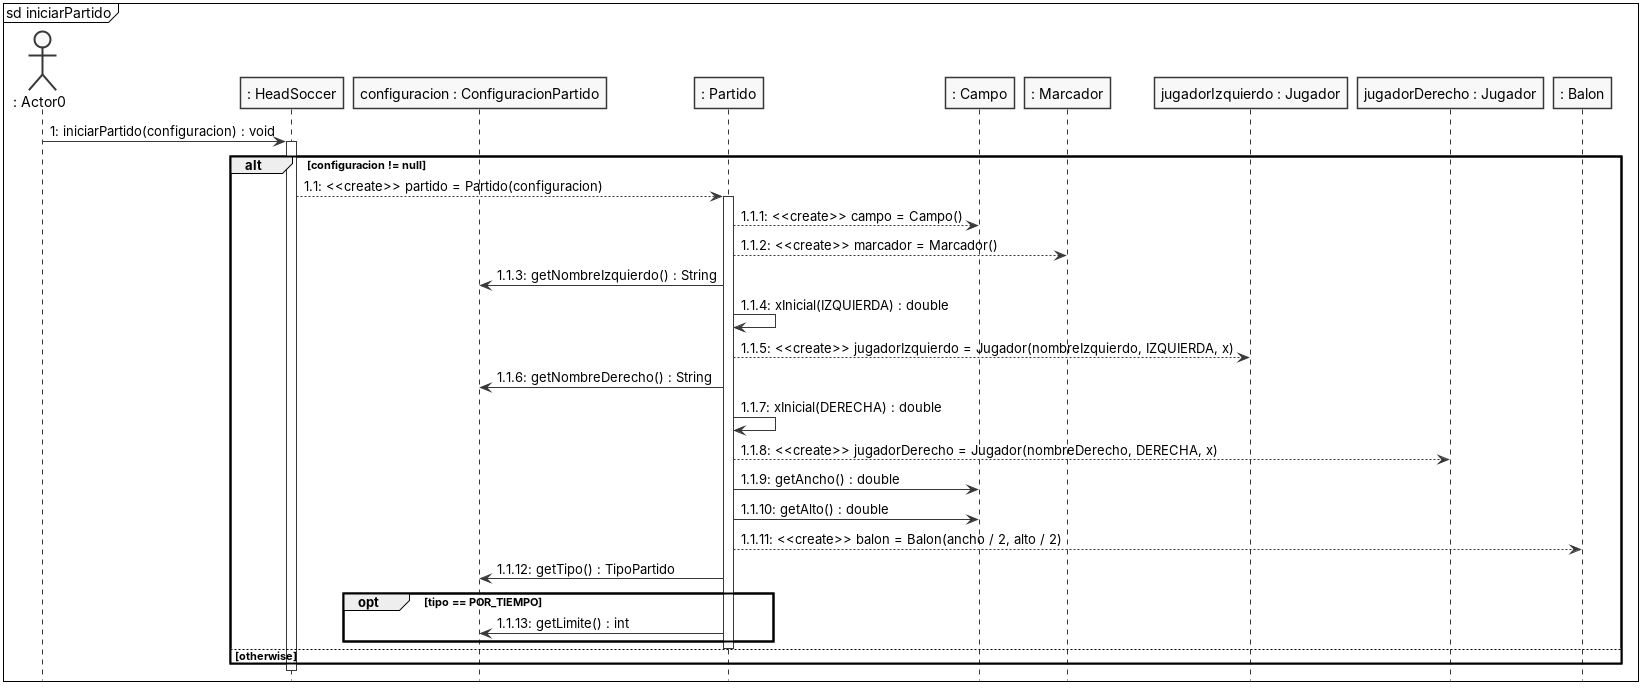 sd iniciarPartido
: Actor0
: HeadSoccer
configuracion : ConfiguracionPartido
: Partido
: Campo
: Marcador
jugadorIzquierdo : Jugador
jugadorDerecho : Jugador
: Balon
1: iniciarPartido(configuracion) : void
alt
[configuracion != null]
1.1: <<create>> partido = Partido(configuracion)
1.1.1: <<create>> campo = Campo()
1.1.2: <<create>> marcador = Marcador()
1.1.3: getNombreIzquierdo() : String
1.1.4: xInicial(IZQUIERDA) : double
1.1.5: <<create>> jugadorIzquierdo = Jugador(nombreIzquierdo, IZQUIERDA, x)
1.1.6: getNombreDerecho() : String
1.1.7: xInicial(DERECHA) : double
1.1.8: <<create>> jugadorDerecho = Jugador(nombreDerecho, DERECHA, x)
1.1.9: getAncho() : double
1.1.10: getAlto() : double
1.1.11: <<create>> balon = Balon(ancho / 2, alto / 2)
1.1.12: getTipo() : TipoPartido
opt
[tipo == POR_TIEMPO]
1.1.13: getLimite() : int
[otherwise]